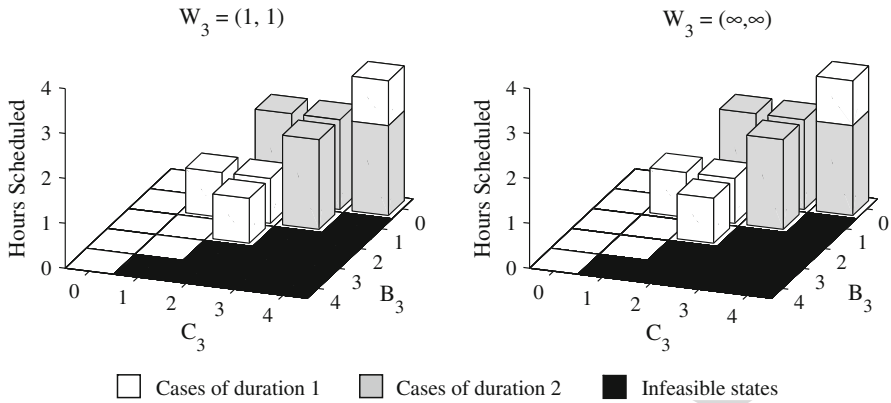 W3 = (1, 1)
W3 = (∞,∞)
Hours Scheduled
4
3
2
1
0
0
1
2
3
4
C3
4
3
2
1
0
B3
Hours Scheduled
4
3
2
1
0
0
1
2
3
4
C3
4
3
2
1
0
B3
Cases of duration 1
Cases of duration 2
Infeasible states